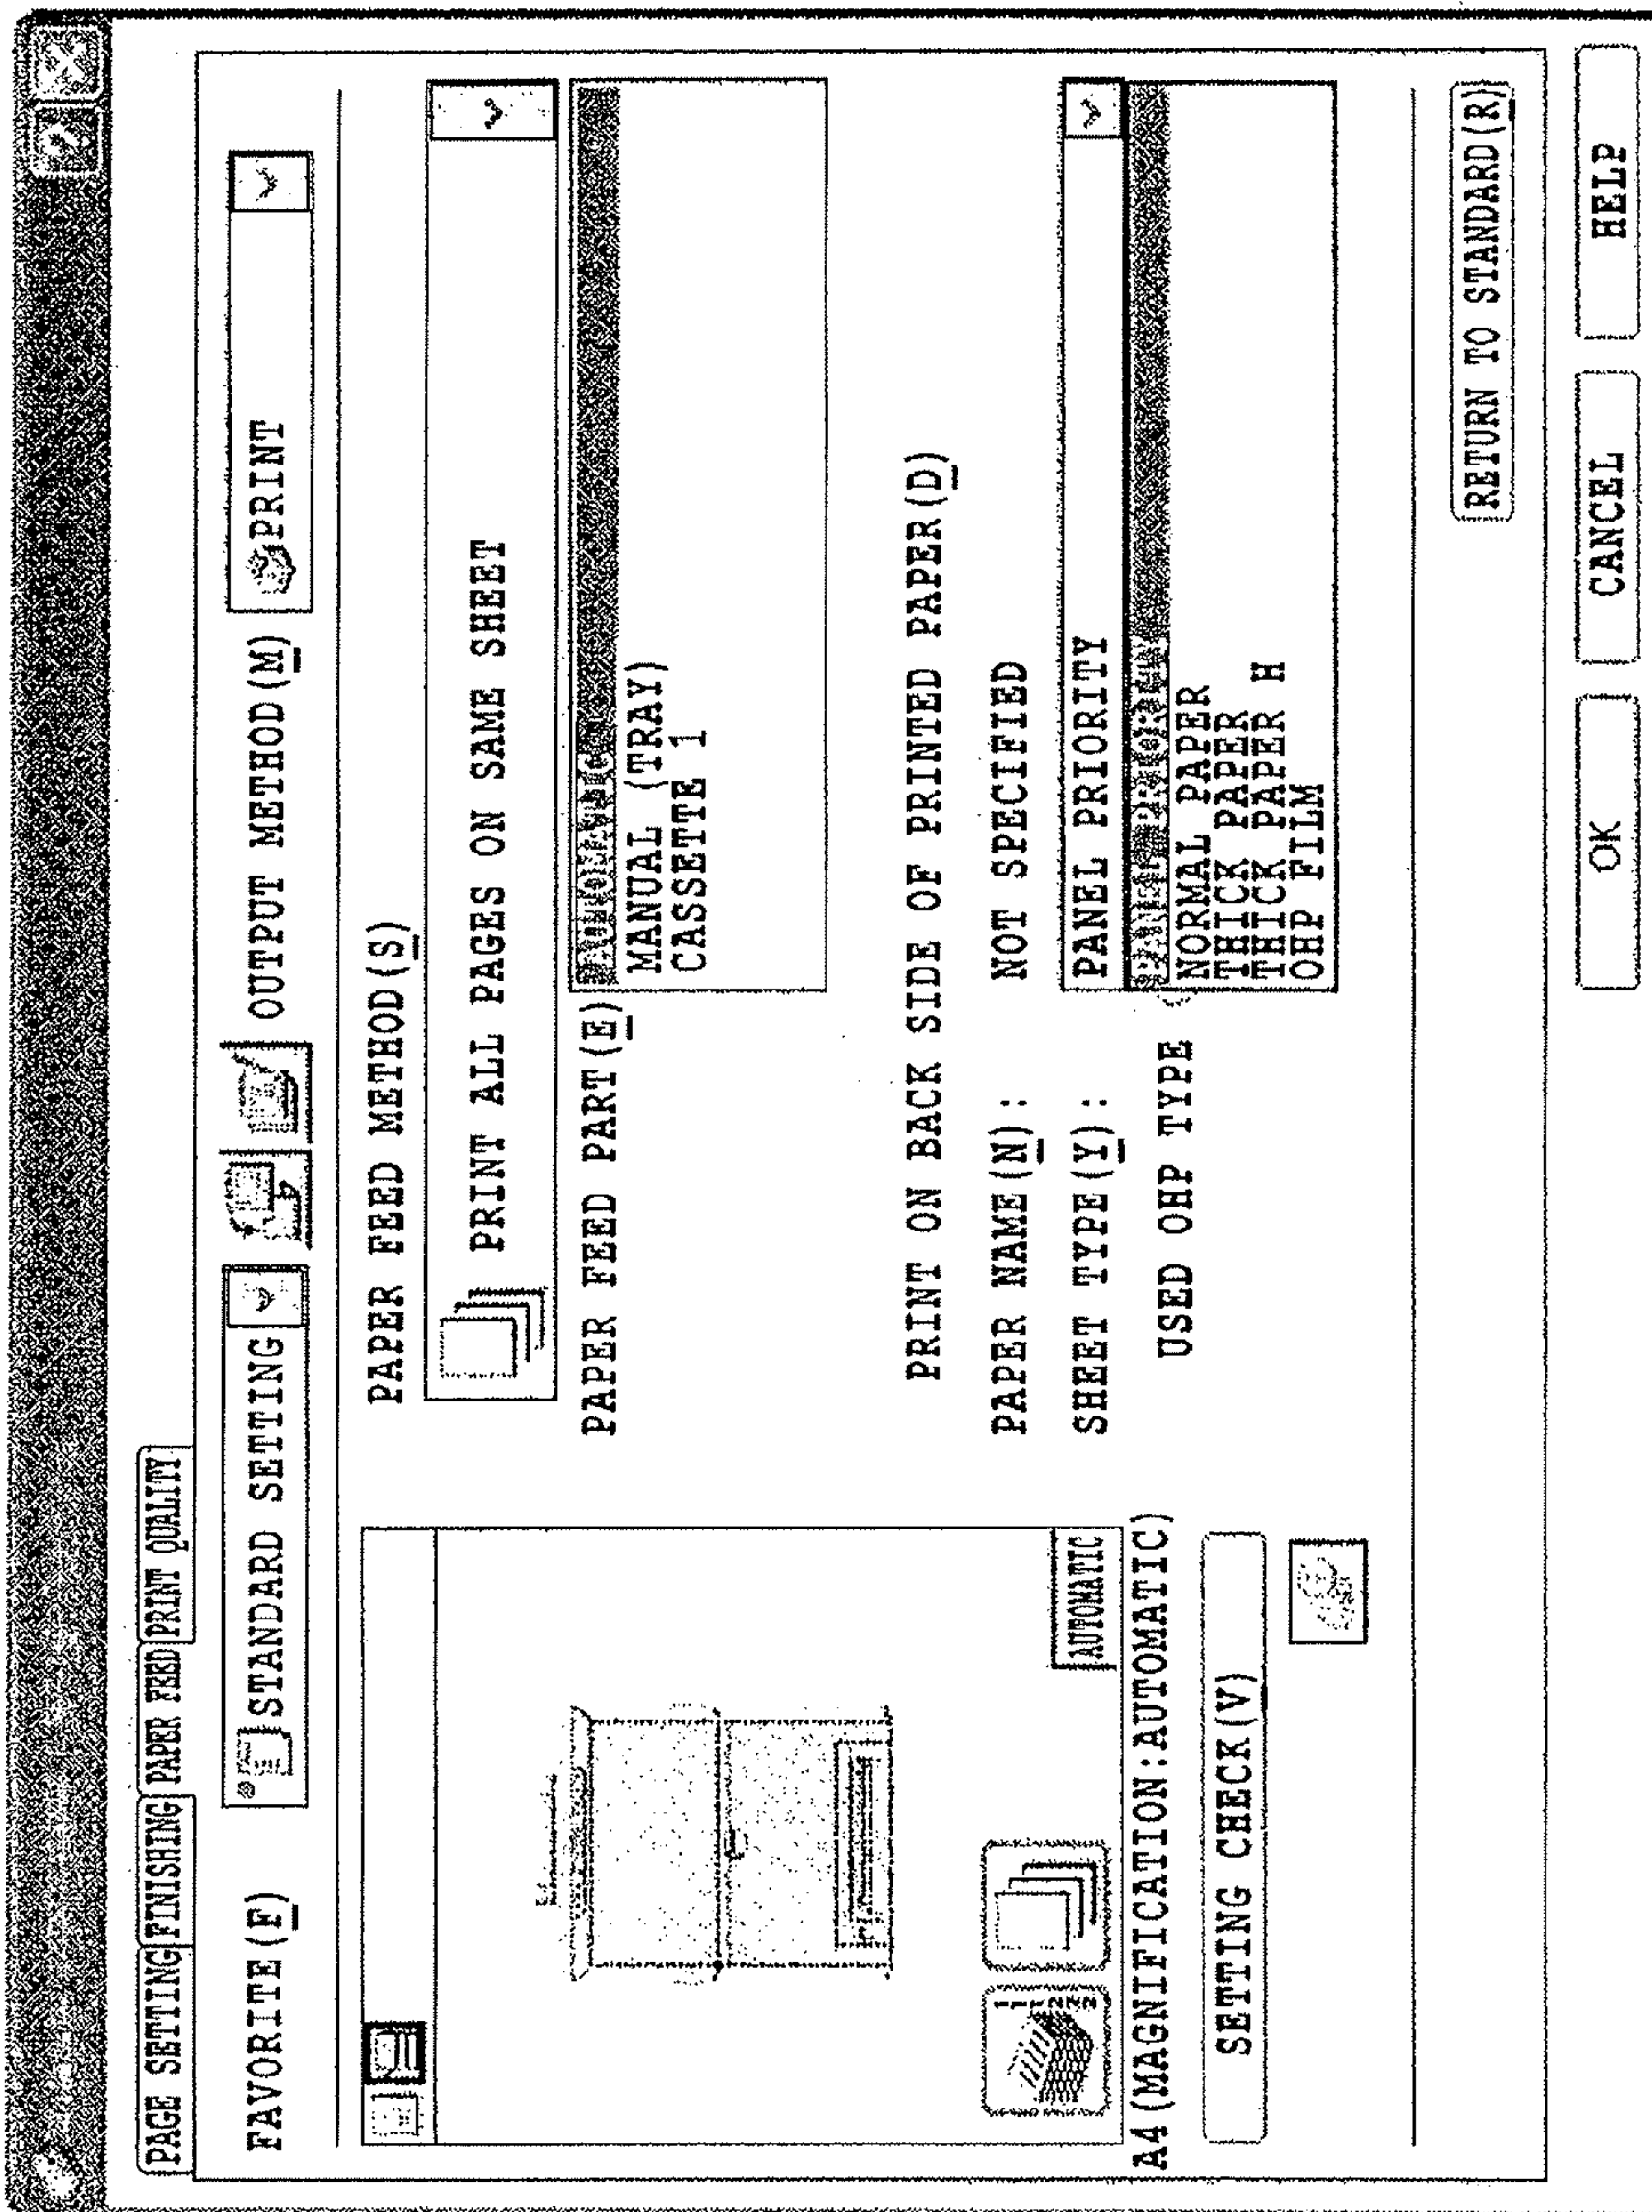 PAGE SETTING FINISHING PAPER FEED PRINT QUALITY
FAVORITE(F) STANDARD SETTING OUTPUT METHOD(M) PRINT
PAPER FEED METHOD(S)
PRINT ALL PAGES ON SAME SHEET
PAPER FEED PART(E)
AUTOMATIC
MANUAL (TRAY)
CASSETTE 1
PRINT ON BACK SIDE OF PRINTED PAPER(D)
PAPER NAME(N): NOT SPECIFIED
SHEET TYPE(Y): PANEL PRIORITY
PANEL PRIORITY
NORMAL PAPER
THICK PAPER
THICK PAPER H
OHP FILM
USED OHP TYPE
AUTOMATIC
A4(MAGNIFICATION:AUTOMATIC)
SETTING CHECK(V)
RETURN TO STANDARD(R)
OK CANCEL HELP